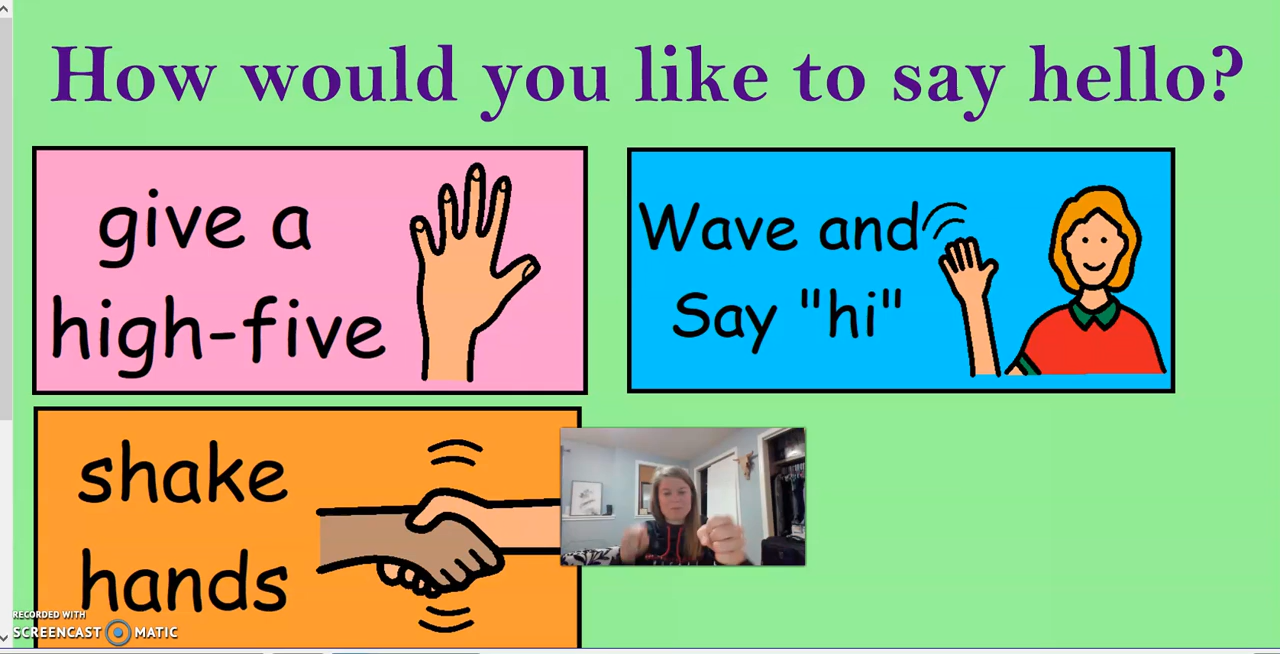 How would you like to say hello?
give a
high-five
Wave and
Say "hi"
shake
hands
RECORDED WITH
SCREENCAST MATIC